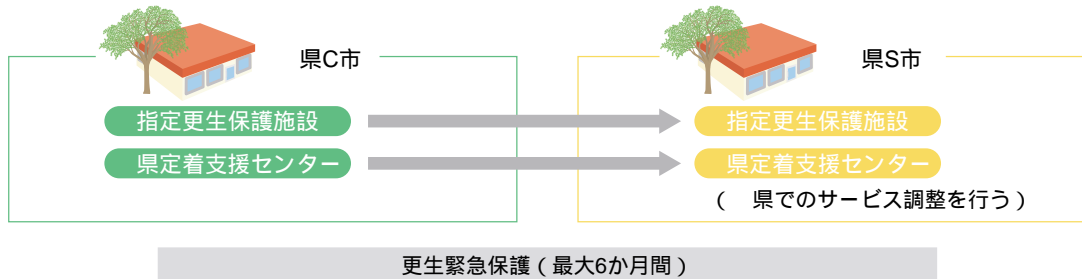 県C市
指定更生保護施設
県定着支援センター
県S市
指定更生保護施設
県定着支援センター
（　県でのサービス調整を行う）
更生緊急保護（最大6か月間）